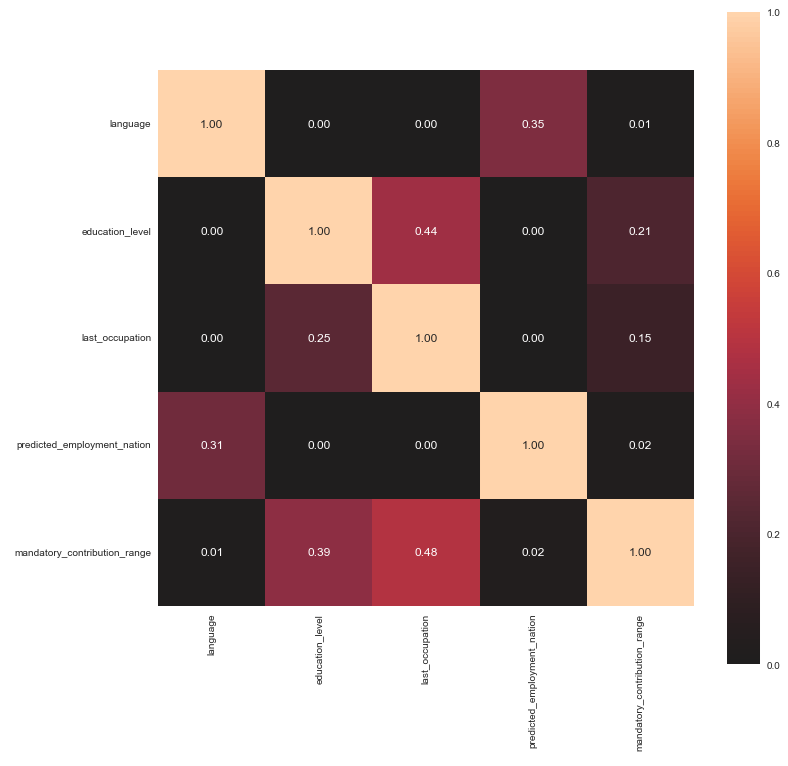 1.0
language 1.00 0.00 0.00 0.35 0.01
0.8
education_level 0.00 1.00 0.44 0.00 0.21
0.6
last_occupation 0.00 0.25 1.00 0.00 0.15
0.4
predicted_employment_nation 0.31 0.00 0.00 1.00 0.02
0.2
mandatory_contribution_range 0.01 0.39 0.48 0.02 1.00
0.0
language
education_level
last_occupation
predicted_employment_nation
mandatory_contribution_range